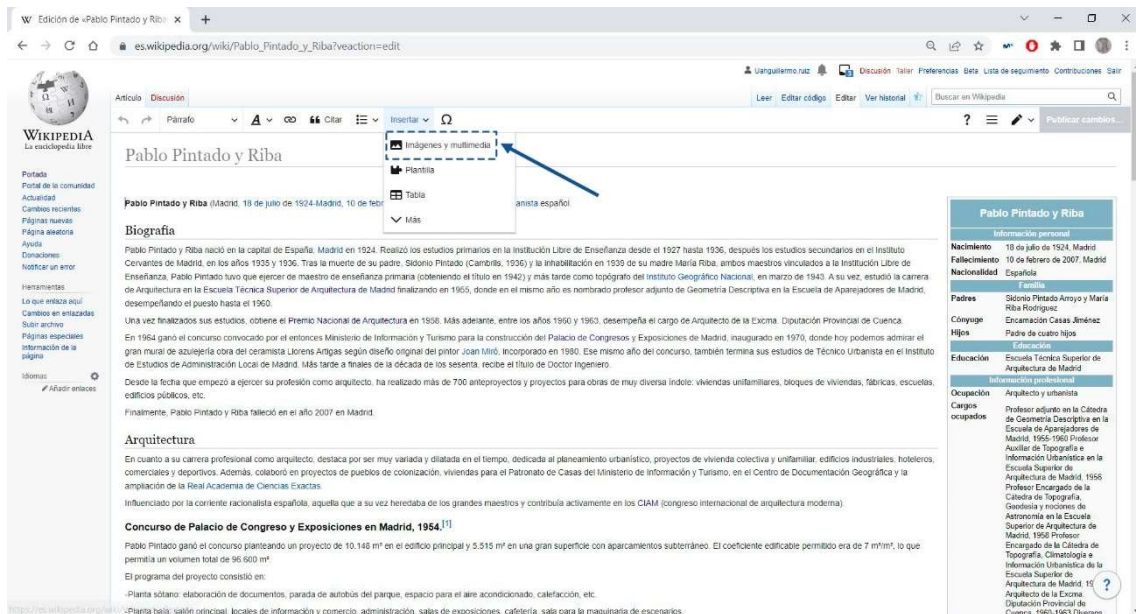 Edición de «Pablo Pintado y Riba
es.wikipedia.org/wiki/Pablo_Pintado_y_Riba?veaction=edit
Uanguillermo.ruiz Discusión Taller Preferencias Beta Lista de seguimiento Contribuciones Salir
Artículo Discusión Leer Editar código Editar Ver historial Buscar en Wikipedia
Párrafo A Citar Insertar Ω ? Publicar cambios...
WIKIPEDIA
La enciclopedia libre
Portada
Portal de la comunidad
Actualidad
Cambios recientes
Páginas nuevas
Página aleatoria
Ayuda
Donaciones
Notificar un error
Herramientas
Lo que enlaza aquí
Cambios en enlazadas
Subir archivo
Páginas especiales
Información de la
página
Idiomas
Añadir enlaces
Imágenes y multimedia
Plantilla
Tabla
Más
Pablo Pintado y Riba
Pablo Pintado y Riba (Madrid, 18 de julio de 1924-Madrid, 10 de febr anista español.
Biografía
Pablo Pintado y Riba nació en la capital de España, Madrid en 1924. Realizó los estudios primarios en la Institución Libre de Enseñanza desde el 1927 hasta 1936, después los estudios secundarios en el Instituto
Cervantes de Madrid, en los años 1935 y 1936. Tras la muerte de su padre, Sidonio Pintado (Cambrils, 1936) y la inhabilitación en 1939 de su madre María Riba, ambos maestros vinculados a la Institución Libre de
Enseñanza, Pablo Pintado tuvo que ejercer de maestro de enseñanza primaria (obteniendo el título en 1942) y más tarde como topógrafo del Instituto Geográfico Nacional, en marzo de 1943. A su vez, estudió la carrera
de Arquitectura en la Escuela Técnica Superior de Arquitectura de Madrid finalizando en 1955, donde en el mismo año es nombrado profesor adjunto de Geometría Descriptiva en la Escuela de Aparejadores de Madrid,
desempeñando el puesto hasta el 1960.
Una vez finalizados sus estudios, obtiene el Premio Nacional de Arquitectura en 1958. Más adelante, entre los años 1960 y 1963, desempeña el cargo de Arquitecto de la Excma. Diputación Provincial de Cuenca.
En 1964 ganó el concurso convocado por el entonces Ministerio de Información y Turismo para la construcción del Palacio de Congresos y Exposiciones de Madrid, inaugurado en 1970, donde hoy podemos admirar el
gran mural de azulejería obra del ceramista Llorens Artigas según diseño original del pintor Joan Miró, incorporado en 1980. Ese mismo año del concurso, también termina sus estudios de Técnico Urbanista en el Instituto
de Estudios de Administración Local de Madrid. Más tarde a finales de la década de los sesenta, recibe el título de Doctor Ingeniero.
Desde la fecha que empezó a ejercer su profesión como arquitecto, ha realizado más de 700 anteproyectos y proyectos para obras de muy diversa índole: viviendas unifamiliares, bloques de viviendas, fábricas, escuelas,
edificios públicos, etc.
Finalmente, Pablo Pintado y Riba falleció en el año 2007 en Madrid.
Arquitectura
En cuanto a su carrera profesional como arquitecto, destaca por ser muy variada y dilatada en el tiempo, dedicada al planeamiento urbanístico, proyectos de vivienda colectiva y unifamiliar, edificios industriales, hoteleros,
comerciales y deportivos. Además, colaboró en proyectos de pueblos de colonización, viviendas para el Patronato de Casas del Ministerio de Información y Turismo, en el Centro de Documentación Geográfica y la
ampliación de la Real Academia de Ciencias Exactas.
Influenciado por la corriente racionalista española, aquella que a su vez heredaba de los grandes maestros y contribuía activamente en los CIAM (congreso internacional de arquitectura moderna).
Concurso de Palacio de Congreso y Exposiciones en Madrid, 1954.[1]
Pablo Pintado ganó el concurso planteando un proyecto de 10.148 m² en el edificio principal y 5.515 m² en una gran superficie con aparcamientos subterráneo. El coeficiente edificable permitido era de 7 m³/m², lo que
permitía un volumen total de 96 600 m³.
El programa del proyecto consistió en:
-Planta sótano: elaboración de documentos, parada de autobús del parque, espacio para el aire acondicionado, calefacción, etc.
-Planta baja: salón principal, locales de información y comercio, administración, salas de exposiciones, cafetería, sala para la maquinaria de escenarios.
Pablo Pintado y Riba
Información personal
Nacimiento 18 de julio de 1924, Madrid
Fallecimiento 10 de febrero de 2007, Madrid
Nacionalidad Española
Familia
Padres Sidonio Pintado Arroyo y María
Riba Rodríguez
Cónyuge Encarnación Casas Jiménez
Hijos Padre de cuatro hijos
Educación
Educación Escuela Técnica Superior de
Arquitectura de Madrid
Información profesional
Ocupación Arquitecto y urbanista
Cargos Profesor adjunto en la Cátedra
ocupados de Geometría Descriptiva en la
Escuela de Aparejadores de
Madrid, 1955-1960 Profesor
Auxiliar de Topografía e
Información Urbanística en la
Escuela Superior de
Arquitectura de Madrid, 1956
Profesor Encargado de la
Cátedra de Topografía,
Gaodesia y nociones de
Astronomía en la Escuela
Superior de Arquitectura de
Madrid, 1958 Profesor
Encargado de la Cátedra de
Topografía, Climatología e
Información Urbanística de la
Escuela Superior de
Arquitectura de Madrid, 19
Arquitecto de la Excma.
Diputación Provincial de
Cuenca, 1960-1963 Diversos
?